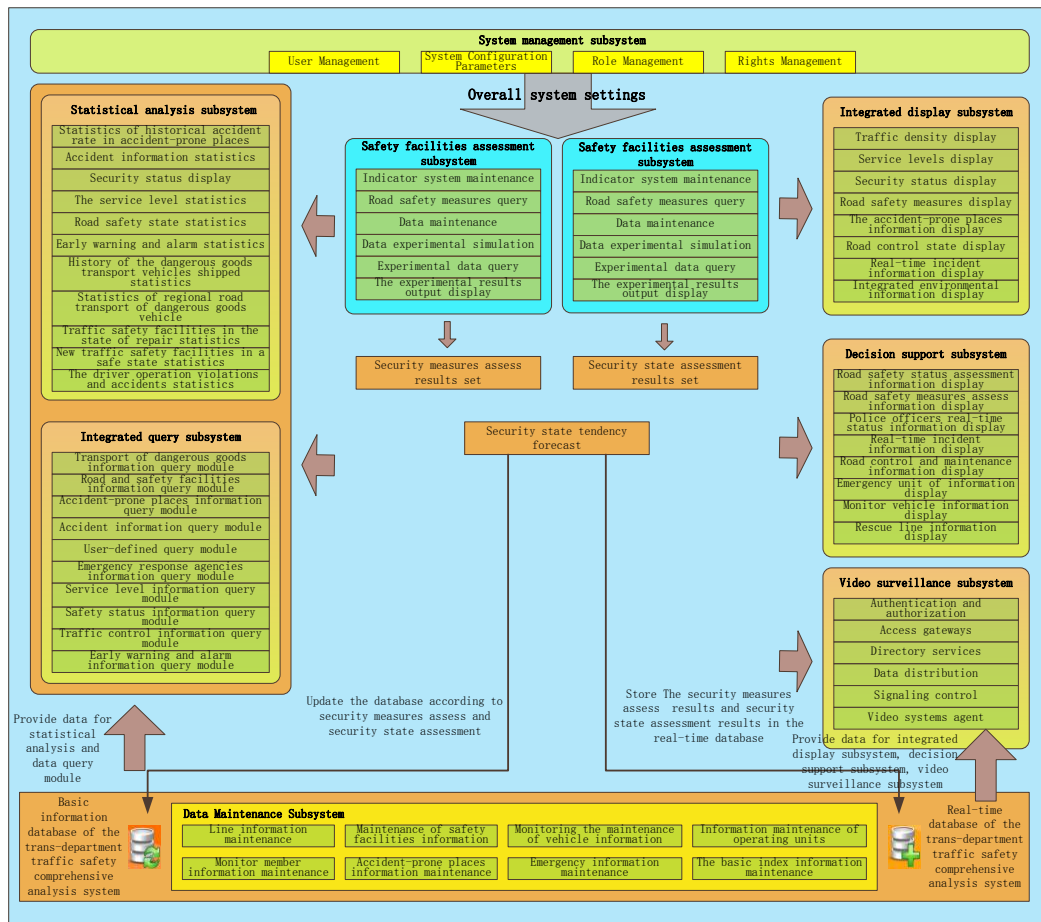 System management subsystem
User Management
System Configuration
Parameters
Role Management
Rights Management
Overall system settings
Statistical analysis subsystem
Statistics of historical accident
rate in accident-prone places
Accident information statistics
Security status display
The service level statistics
Road safety state statistics
Early warning and alarm statistics
History of the dangerous goods
transport vehicles shipped
statistics
Statistics of regional road
transport of dangerous goods
vehicle
Traffic safety facilities in the
state of repair statistics
New traffic safety facilities in a
safe state statistics
The driver operation violations
and accidents statistics
Integrated query subsystem
Transport of dangerous goods
information query module
Road and safety facilities
information query module
Accident-prone places information
query module
Accident information query module
User-defined query module
Emergency response agencies
information query module
Service level information query
module
Safety status information query
module
Traffic control information query
module
Early warning and alarm
information query module
Safety facilities assessment
subsystem
Indicator system maintenance
Road safety measures query
Data maintenance
Data experimental simulation
Experimental data query
The experimental results
output display
Safety facilities assessment
subsystem
Indicator system maintenance
Road safety measures query
Data maintenance
Data experimental simulation
Experimental data query
The experimental results
output display
Security measures assess
results set
Security state assessment
results set
Security state tendency
forecast
Integrated display subsystem
Traffic density display
Service levels display
Security status display
Road safety measures display
The accident-prone places
information display
Road control state display
Real-time incident
information display
Integrated environmental
information display
Decision support subsystem
Road safety status assessment
information display
Road safety measures assess
information display
Police officers real-time
status information display
Real-time incident
information display
Road control and maintenance
information display
Emergency unit of information
display
Monitor vehicle information
display
Rescue line information
display
Video surveillance subsystem
Authentication and
authorization
Access gateways
Directory services
Data distribution
Signaling control
Video systems agent
Provide data for
statistical
analysis and
data query
module
Update the database according to
security measures assess and
security state assessment
Store The security measures
assess results and security
state assessment results in the
real-time database
Provide data for integrated
display subsystem, decision
support subsystem, video
surveillance subsystem
Basic
information
database of the
trans-department
traffic safety
comprehensive
analysis system
Data Maintenance Subsystem
Line information
maintenance
Maintenance of safety
facilities information
Monitoring the maintenance
of vehicle information
Information maintenance of
operating units
Monitor member
information maintenance
Accident-prone places
information maintenance
Emergency information
maintenance
The basic index information
maintenance
Real-time
database of the
trans-department
traffic safety
comprehensive
analysis system